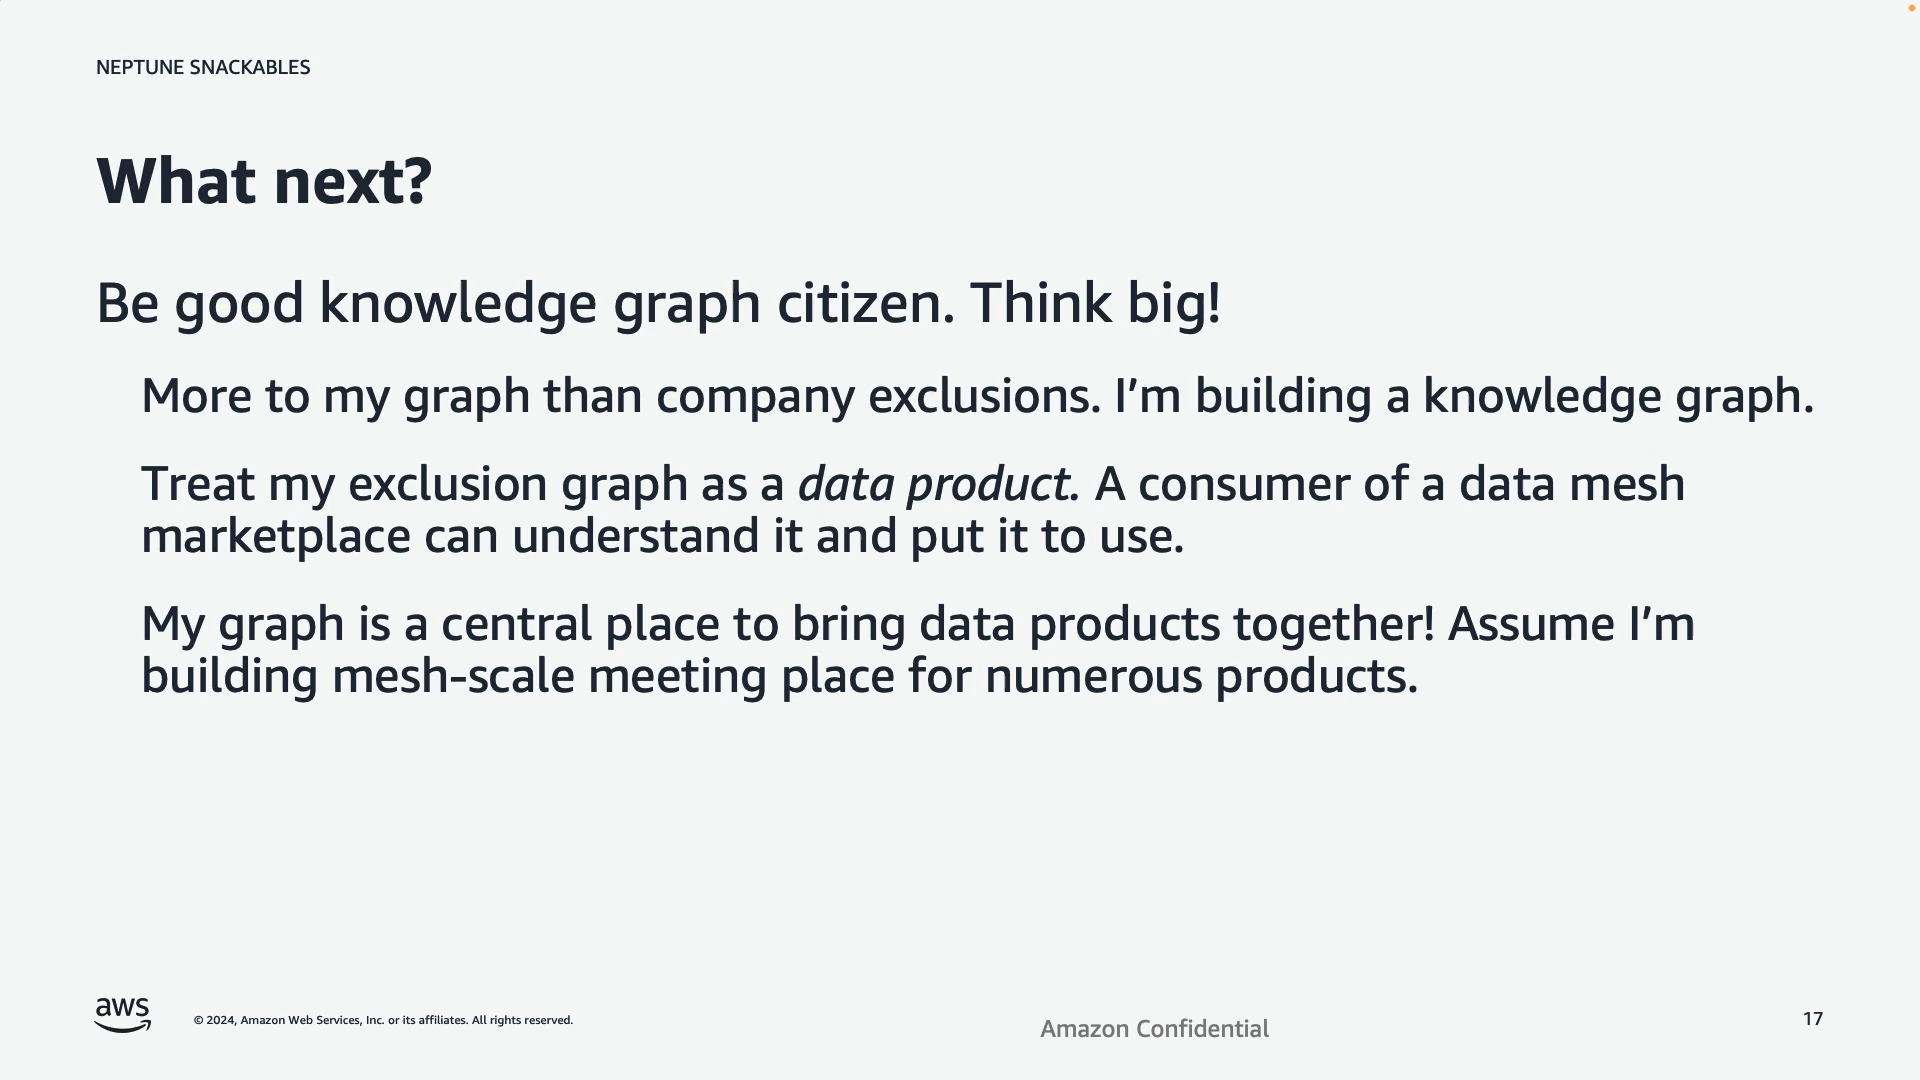 NEPTUNE SNACKABLES
What next?
Be good knowledge graph citizen. Think big!
More to my graph than company exclusions. I’m building a knowledge graph.
Treat my exclusion graph as a data product. A consumer of a data mesh
marketplace can understand it and put it to use.
My graph is a central place to bring data products together! Assume I’m
building mesh-scale meeting place for numerous products.
aws
© 2024, Amazon Web Services, Inc. or its affiliates. All rights reserved.
Amazon Confidential
17